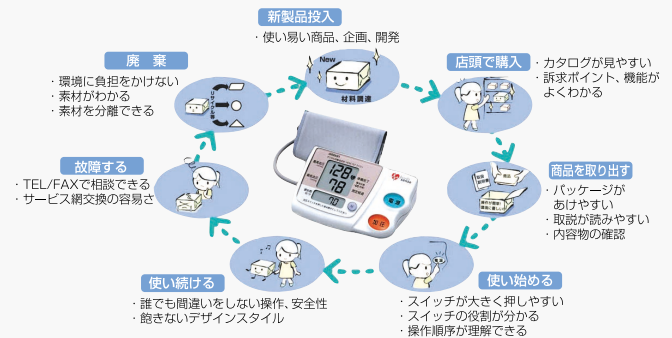 新製品投入
・使い易い商品、企画、開発
New
材料調達
店頭で購入
・カタログが見やすい
・訴求ポイント、機能が
よくわかる
商品を取り出す
・パッケージが
あけやすい
・取説が読みやすい
・内容物の確認
商品
使い始める
・スイッチが大きく押しやすい
・スイッチの役割が分かる
・操作順序が理解できる
使い続ける
・誰でも間違いをしない操作、安全性
・飽きないデザインスタイル
故障する
・TEL/FAXで相談できる
・サービス網交換の容易さ
廃 棄
・環境に負担をかけない
・素材がわかる
・素材を分離できる
128
78
70
電源
加圧